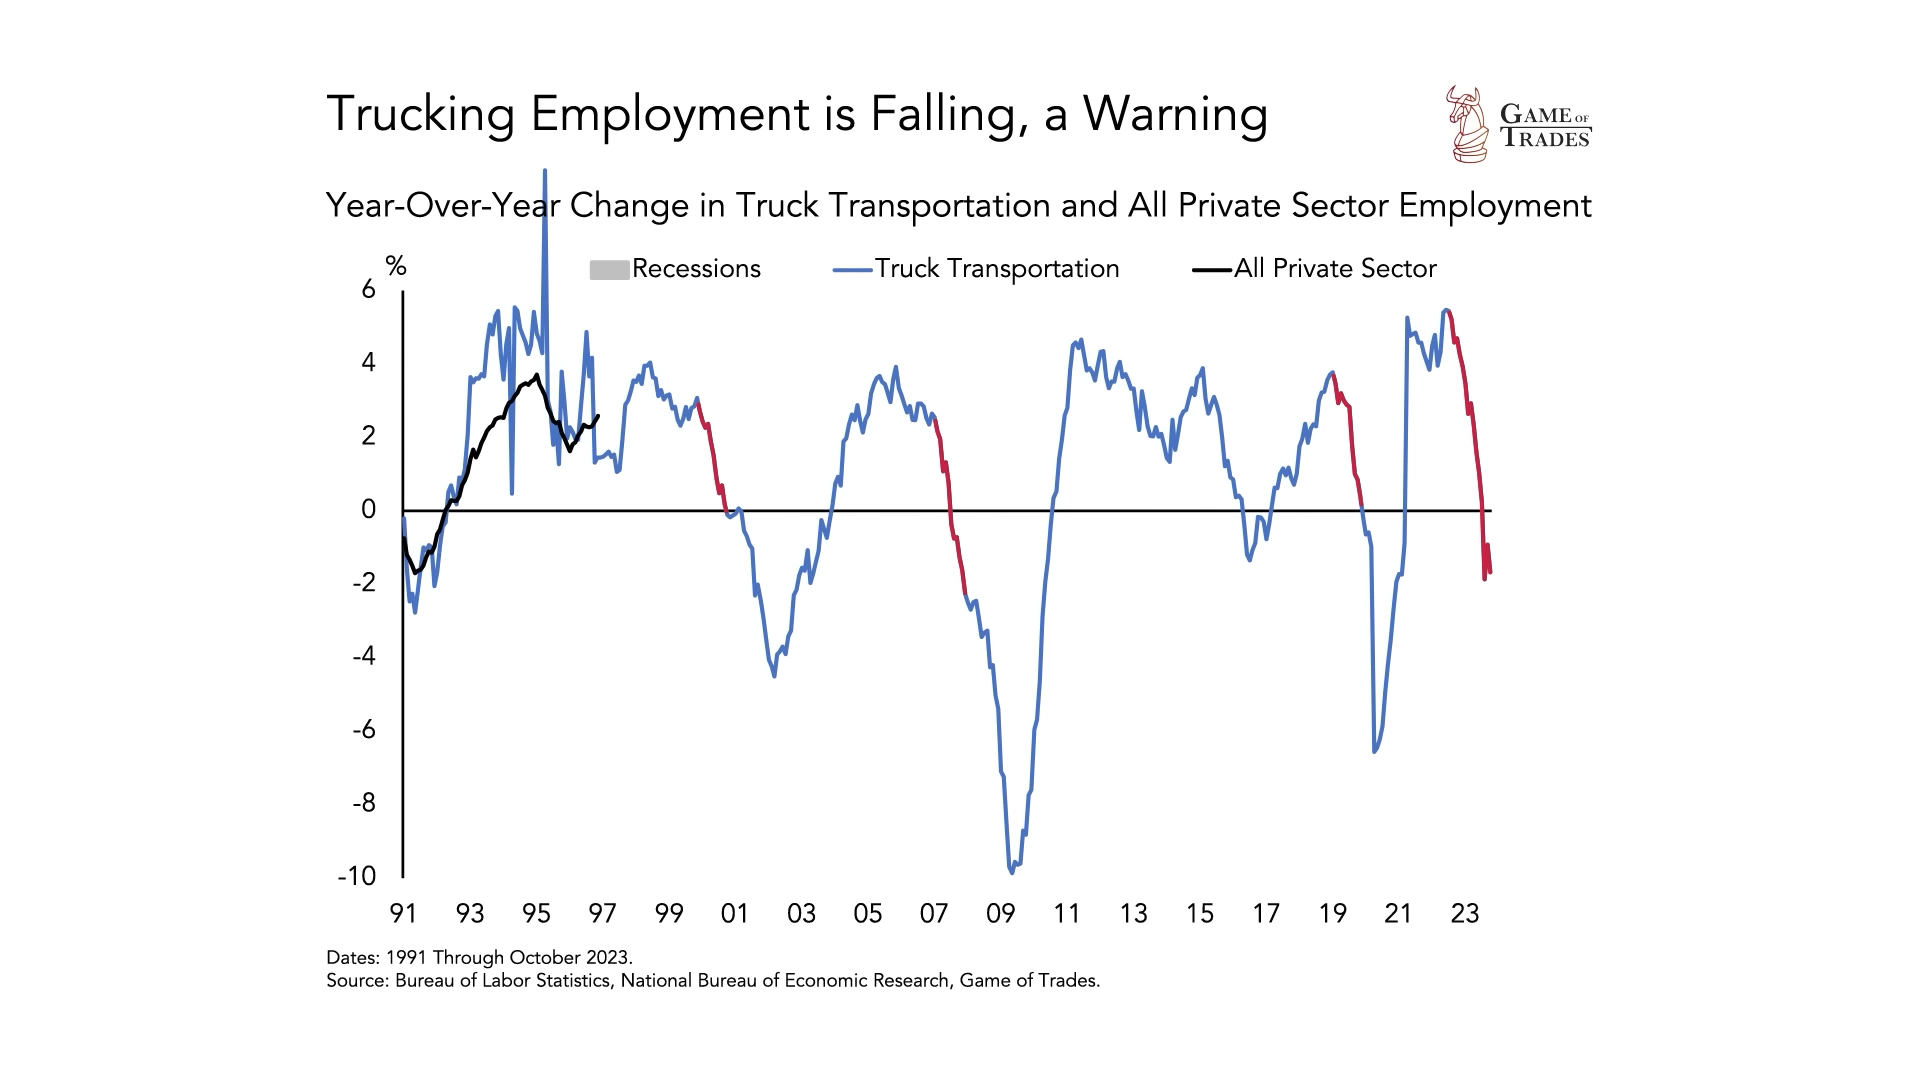 Trucking Employment is Falling, a Warning
GAME OF
TRADES
Year-Over-Year Change in Truck Transportation and All Private Sector Employment
%
Recessions
Truck Transportation
All Private Sector
6
4
2
0
-2
-4
-6
-8
-10
91 93 95 97 99 01 03 05 07 09 11 13 15 17 19 21 23
Dates: 1991 Through October 2023.
Source: Bureau of Labor Statistics, National Bureau of Economic Research, Game of Trades.